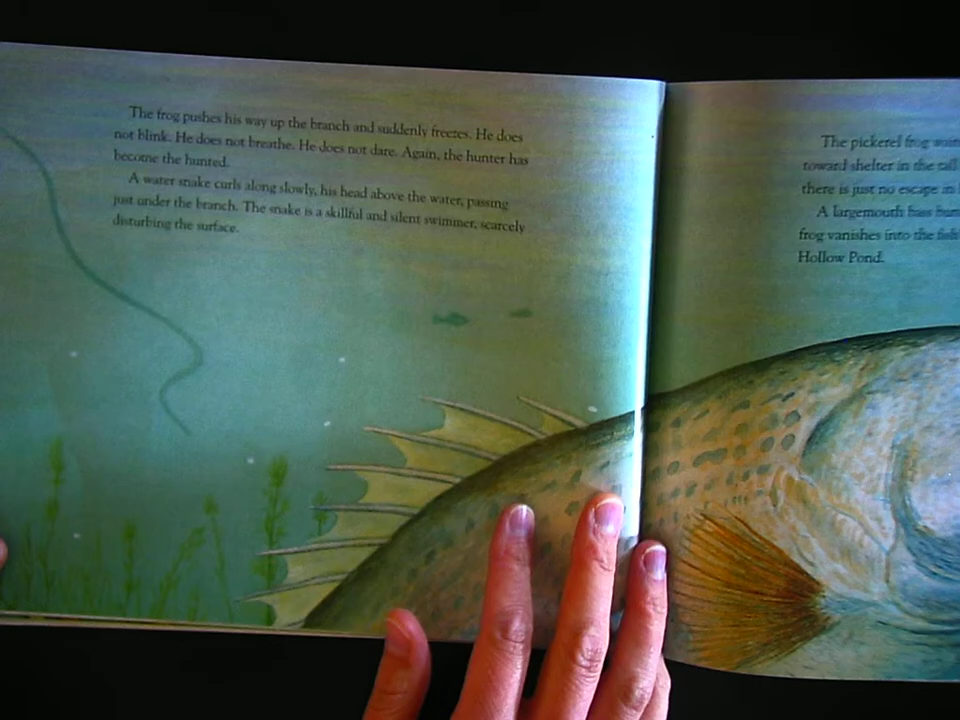 The frog pushes his way up the branch and suddenly freezes. He does
not blink. He does not breathe. He does not dare. Again, the hunter has
become the hunted.
A water snake curls along slowly, his head above the water, passing
just under the branch. The snake is a skillful and silent swimmer, scarcely
disturbing the surface.
The pickerel frog
toward shelter in the tall
there is just no escape in
A largemouth bass
frog vanishes into the
Hollow Pond.